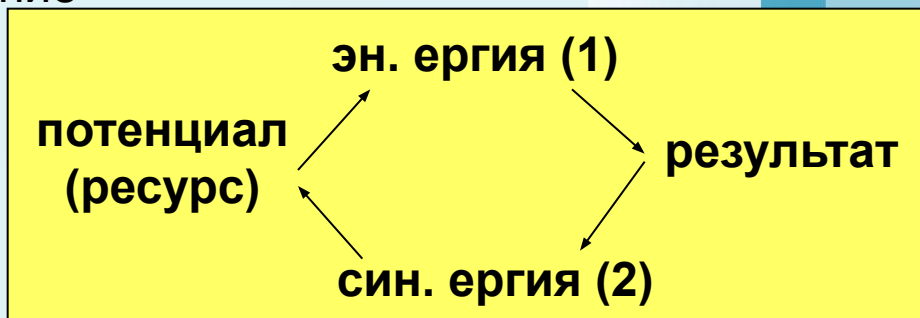 эн. ергия (1)
потенциал
(ресурс)
результат
син. ергия (2)